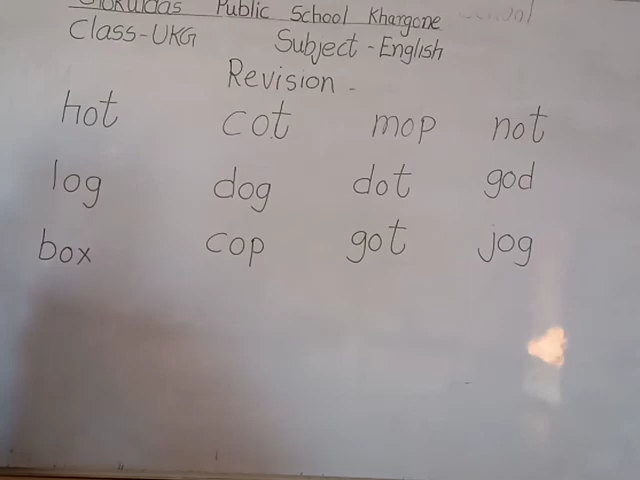 Public School Khargone
Class-UKG Subject - English
Revision -
hot cot mop not
log dog dot god
box cop got jog